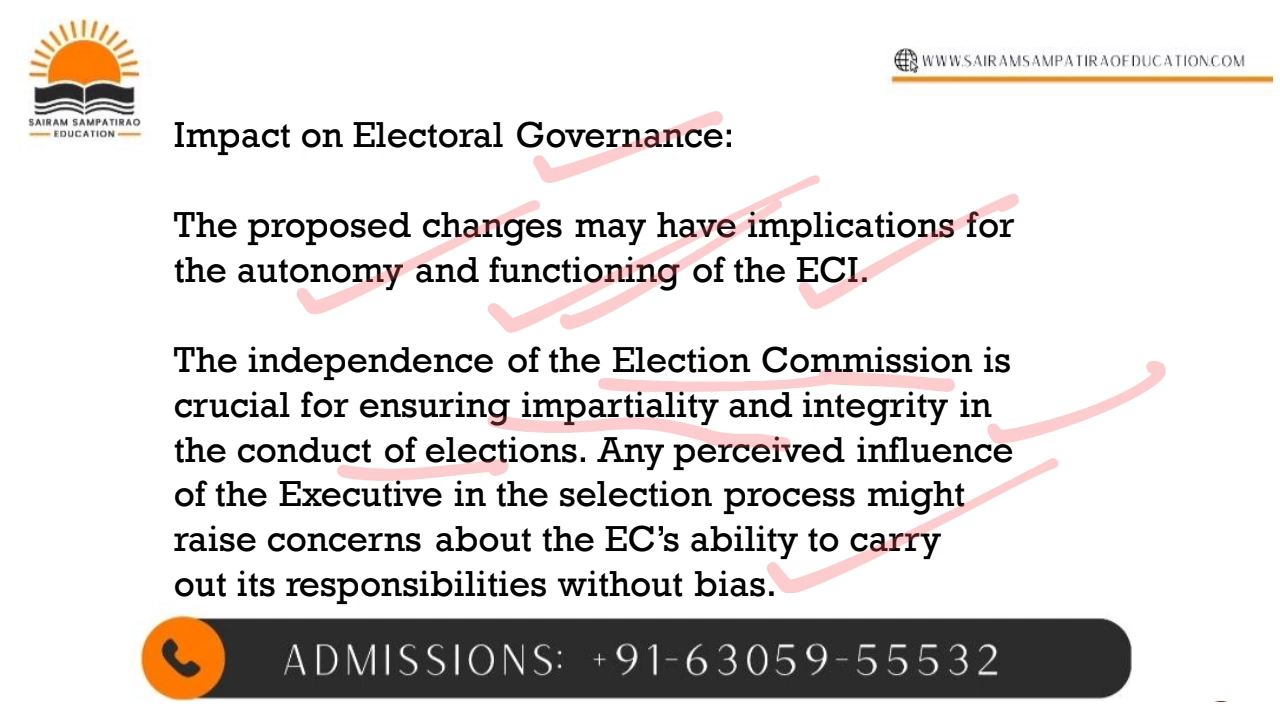 SAIRAM SAMPATIRAO
EDUCATION
WWW.SAIRAMSAMPATIRAOEDUCATION.COM
Impact on Electoral Governance:
The proposed changes may have implications for
the autonomy and functioning of the ECI.
The independence of the Election Commission is
crucial for ensuring impartiality and integrity in
the conduct of elections. Any perceived influence
of the Executive in the selection process might
raise concerns about the EC’s ability to carry
out its responsibilities without bias.
ADMISSIONS: +91-63059-55532